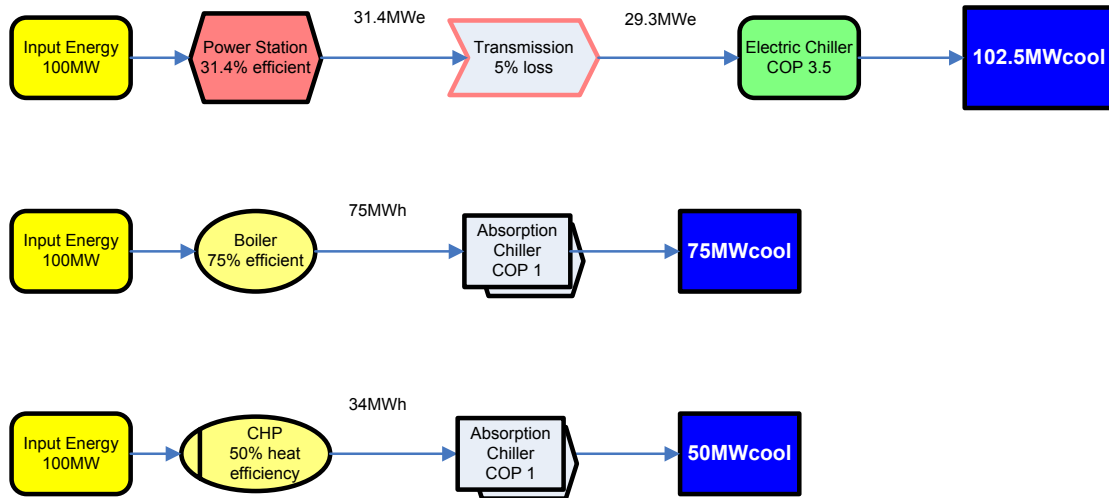 31.4MWe
29.3MWe
Input Energy
100MW
Power Station
31.4% efficient
Transmission
5% loss
Electric Chiller
COP 3.5
102.5MWcool
75MWh
Input Energy
100MW
Boiler
75% efficient
Absorption
Chiller
COP 1
75MWcool
34MWh
Input Energy
100MW
CHP
50% heat
efficiency
Absorption
Chiller
COP 1
50MWcool